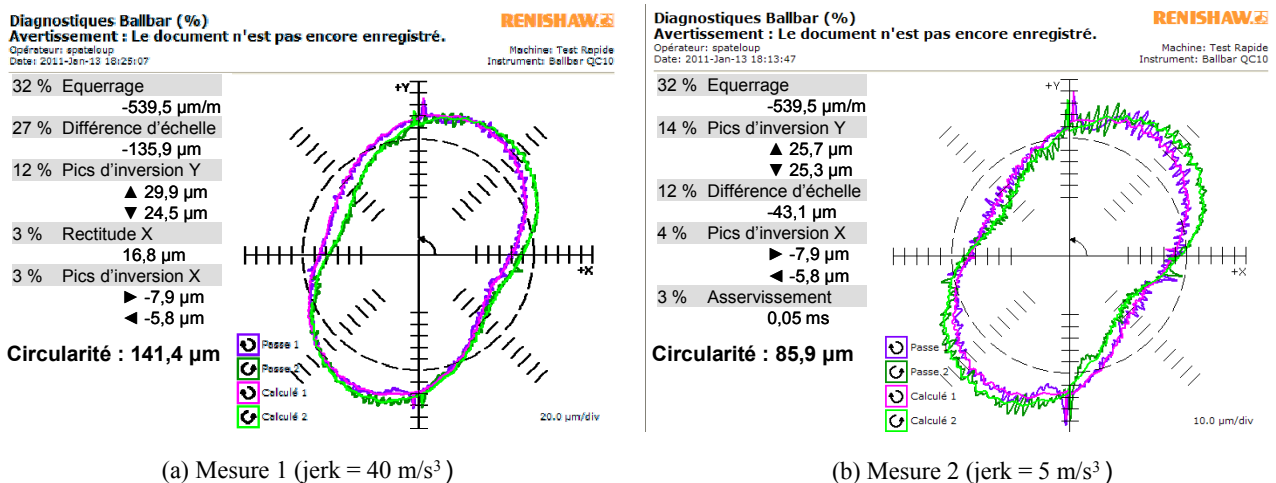 Diagnostiques Ballbar (%)
RENISHAW
Avertissement : Le document n'est pas encore enregistré.
Opérateur: spateloup
Machine: Test Rapide
Date: 2011-Jan-13 18:25:07
Instrument: Ballbar QC10
32 % Equerrage
-539,5 µm/m
27 % Différence d'échelle
-135,9 µm
12 % Pics d'inversion Y
▲ 29,9 µm
▼ 24,5 µm
3 % Rectitude X
16,8 µm
3 % Pics d'inversion X
► -7,9 µm
◄ -5,8 µm
Circularité : 141,4 µm
+Y
+X
Passe 1
Passe 2
Calculé 1
Calculé 2
20.0 µm/div
(a) Mesure 1 (jerk = 40 m/s³ )
Diagnostiques Ballbar (%)
RENISHAW
Avertissement : Le document n'est pas encore enregistré.
Opérateur: spateloup
Machine: Test Rapide
Date: 2011-Jan-13 18:13:47
Instrument: Ballbar QC10
32 % Equerrage
-539,5 µm/m
14 % Pics d'inversion Y
▲ 25,7 µm
▼ 25,3 µm
12 % Différence d'échelle
-43,1 µm
4 % Pics d'inversion X
► -7,9 µm
◄ -5,8 µm
3 % Asservissement
0,05 ms
Circularité : 85,9 µm
+Y
+X
Passe
Passe 2
Calculé 1
Calculé 2
10.0 µm/div
(b) Mesure 2 (jerk = 5 m/s³ )